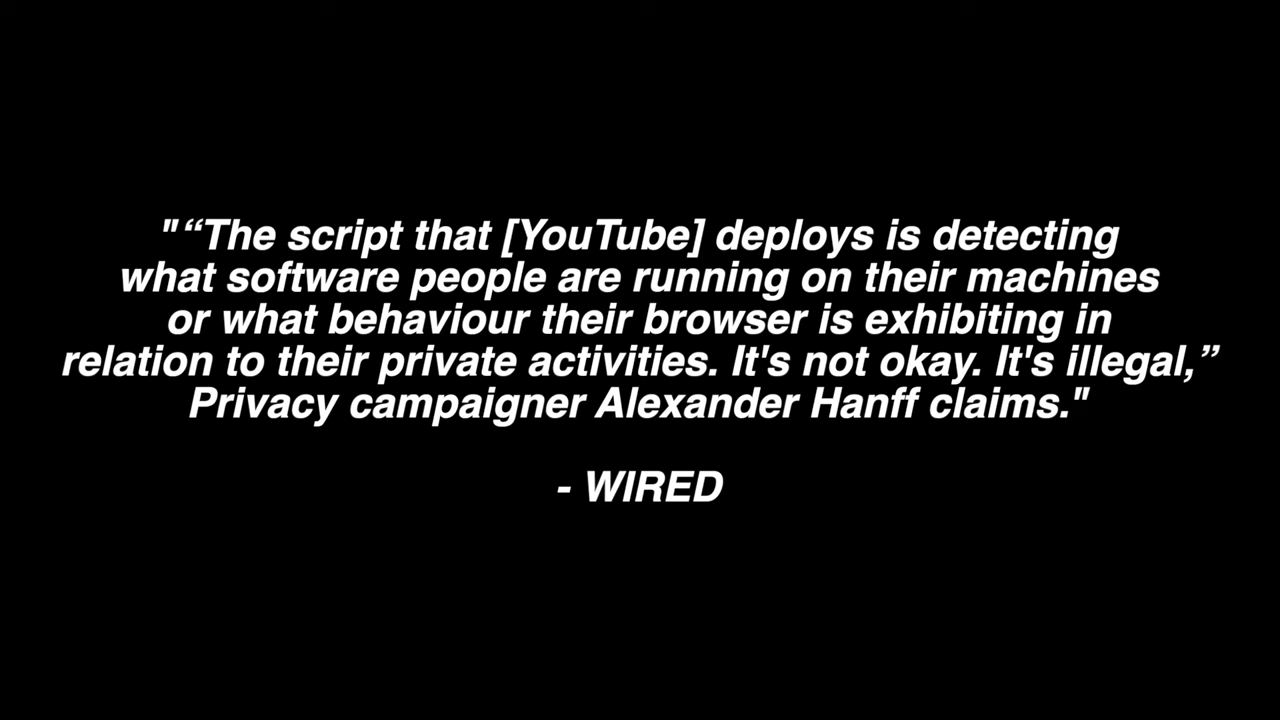 "“The script that [YouTube] deploys is detecting
what software people are running on their machines
or what behaviour their browser is exhibiting in
relation to their private activities. It's not okay. It's illegal,”
Privacy campaigner Alexander Hanff claims."
- WIRED